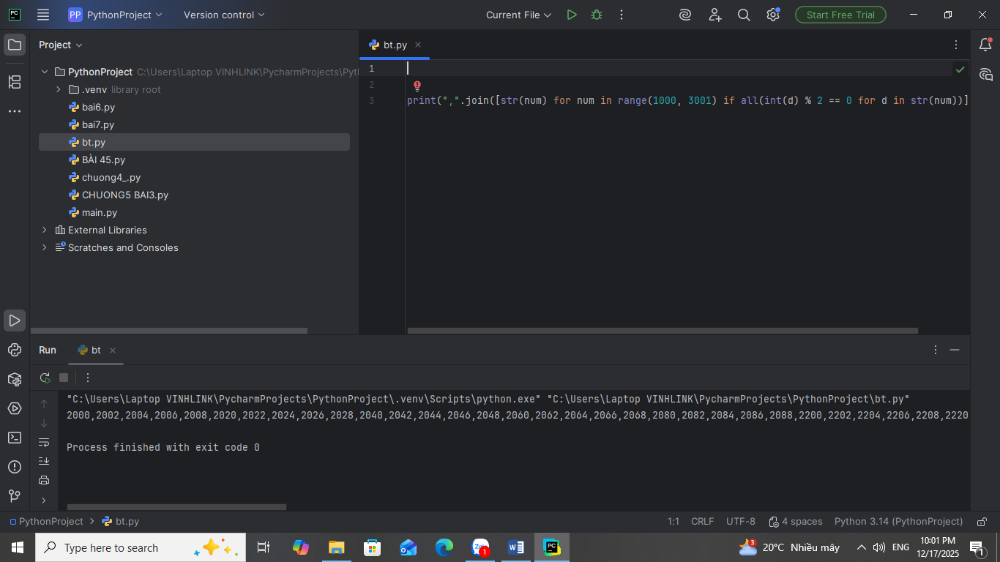 PC
PP PythonProject Version control Current File Start Free Trial
Project
bt.py
PythonProject C:\Users\Laptop VINHLINK\PycharmProjects\Pyt
.venv library root
bai6.py
bai7.py
bt.py
BÀI 45.py
chuong4_.py
CHUONG5 BAI3.py
main.py
External Libraries
Scratches and Consoles
1
2
3 print(",".join([str(num) for num in range(1000, 3001) if all(int(d) % 2 == 0 for d in str(num))]
Run bt
"C:\Users\Laptop VINHLINK\PycharmProjects\PythonProject\.venv\Scripts\python.exe" "C:\Users\Laptop VINHLINK\PycharmProjects\PythonProject\bt.py"
2000,2002,2004,2006,2008,2020,2022,2024,2026,2028,2040,2042,2044,2046,2048,2060,2062,2064,2066,2068,2080,2082,2084,2086,2088,2200,2202,2204,2206,2208,2220
Process finished with exit code 0
PythonProject bt.py 1:1 CRLF UTF-8 4 spaces Python 3.14 (PythonProject)
Type here to search
1
W
PC
3
20°C Nhiều mây
ENG
10:01 PM
12/17/2025
1